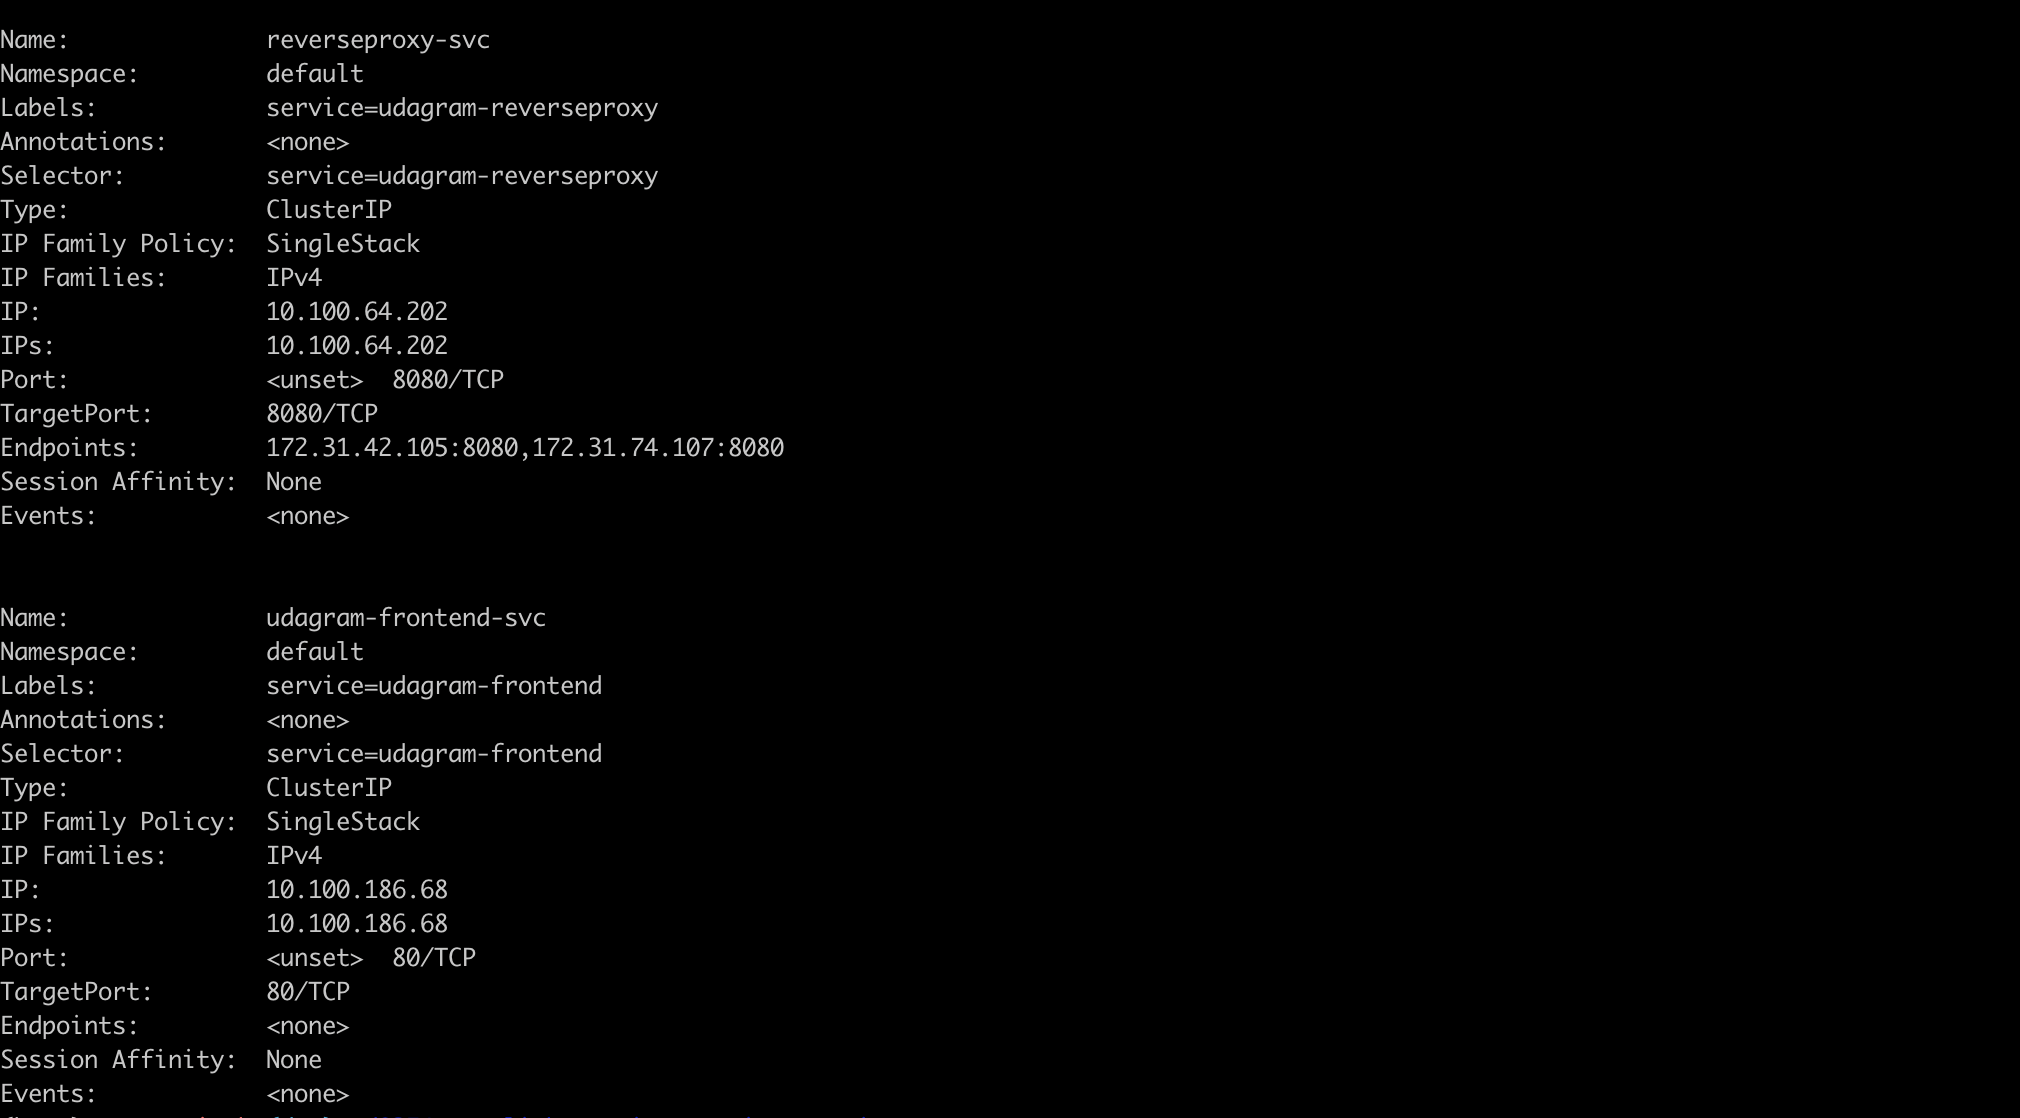 Name:              reverseproxy-svc
Namespace:         default
Labels:            service=udagram-reverseproxy
Annotations:       <none>
Selector:          service=udagram-reverseproxy
Type:              ClusterIP
IP Family Policy:  SingleStack
IP Families:       IPv4
IP:                10.100.64.202
IPs:               10.100.64.202
Port:              <unset>  8080/TCP
TargetPort:        8080/TCP
Endpoints:         172.31.42.105:8080,172.31.74.107:8080
Session Affinity:  None
Events:            <none>
Name:              udagram-frontend-svc
Namespace:         default
Labels:            service=udagram-frontend
Annotations:       <none>
Selector:          service=udagram-frontend
Type:              ClusterIP
IP Family Policy:  SingleStack
IP Families:       IPv4
IP:                10.100.186.68
IPs:               10.100.186.68
Port:              <unset>  80/TCP
TargetPort:        80/TCP
Endpoints:         <none>
Session Affinity:  None
Events:            <none>